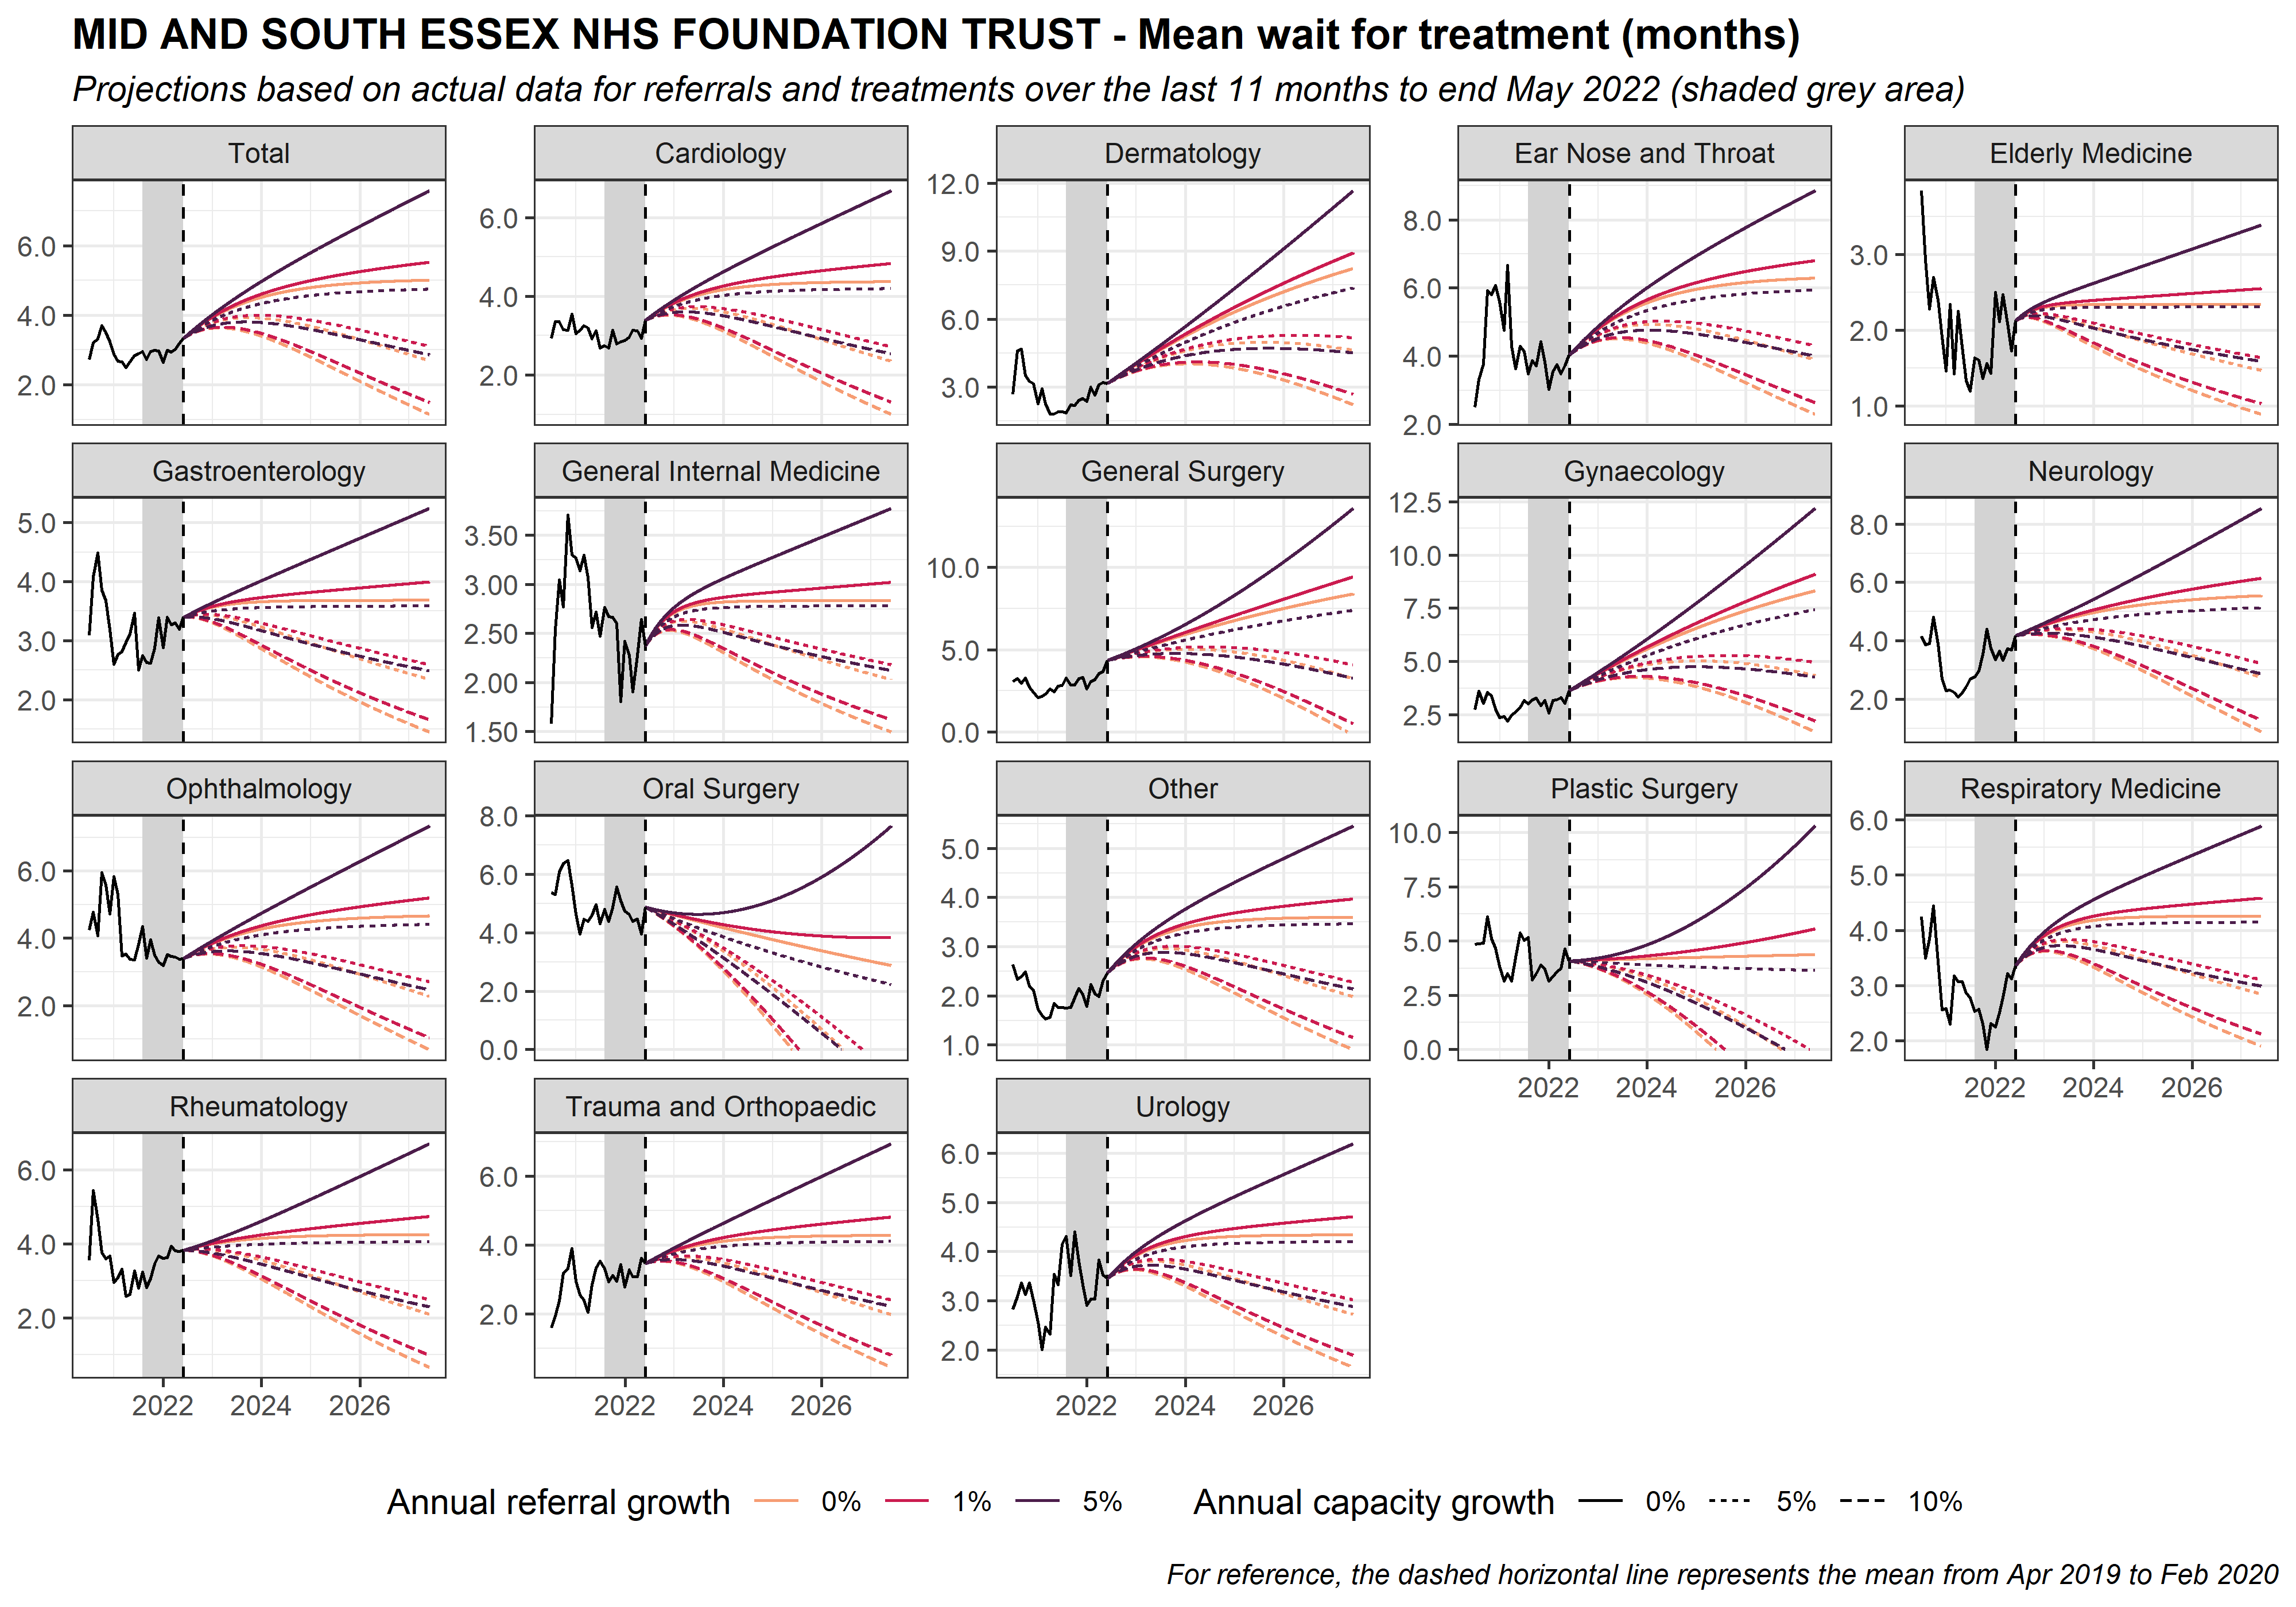 MID AND SOUTH ESSEX NHS FOUNDATION TRUST - Mean wait for treatment (months)
Projections based on actual data for referrals and treatments over the last 11 months to end May 2022 (shaded grey area)
Total Cardiology Dermatology Ear Nose and Throat Elderly Medicine
6.0 4.0 2.0
6.0 4.0 2.0
12.0 9.0 6.0 3.0
8.0 6.0 4.0 2.0
3.0 2.0 1.0
Gastroenterology General Internal Medicine General Surgery Gynaecology Neurology
5.0 4.0 3.0 2.0
3.50 3.00 2.50 2.00 1.50
10.0 5.0 0.0
12.5 10.0 7.5 5.0 2.5
8.0 6.0 4.0 2.0
Ophthalmology Oral Surgery Other Plastic Surgery Respiratory Medicine
6.0 4.0 2.0
8.0 6.0 4.0 2.0 0.0
5.0 4.0 3.0 2.0 1.0
10.0 7.5 5.0 2.5 0.0
6.0 5.0 4.0 3.0 2.0
2022 2024 2026 2022 2024 2026
Rheumatology Trauma and Orthopaedic Urology
6.0 4.0 2.0
6.0 4.0 2.0
6.0 5.0 4.0 3.0 2.0
2022 2024 2026 2022 2024 2026 2022 2024 2026
Annual referral growth 0% 1% 5% Annual capacity growth 0% 5% 10%
For reference, the dashed horizontal line represents the mean from Apr 2019 to Feb 2020